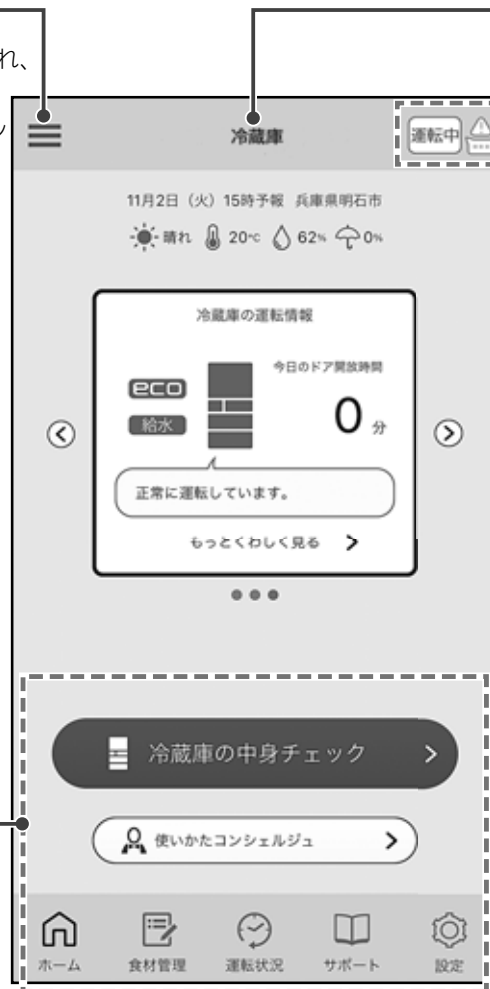 れ、
し
冷蔵庫
運転中
11月2日（火）15時予報 兵庫県明石市
晴れ 20℃ 62% 0%
冷蔵庫の運転情報
今日のドア開放時間
eco
給水
0 分
正常に運転しています。
もっとくわしく見る
冷蔵庫の中身チェック
使いかたコンシェルジュ
ホーム 食材管理 運転状況 サポート 設定